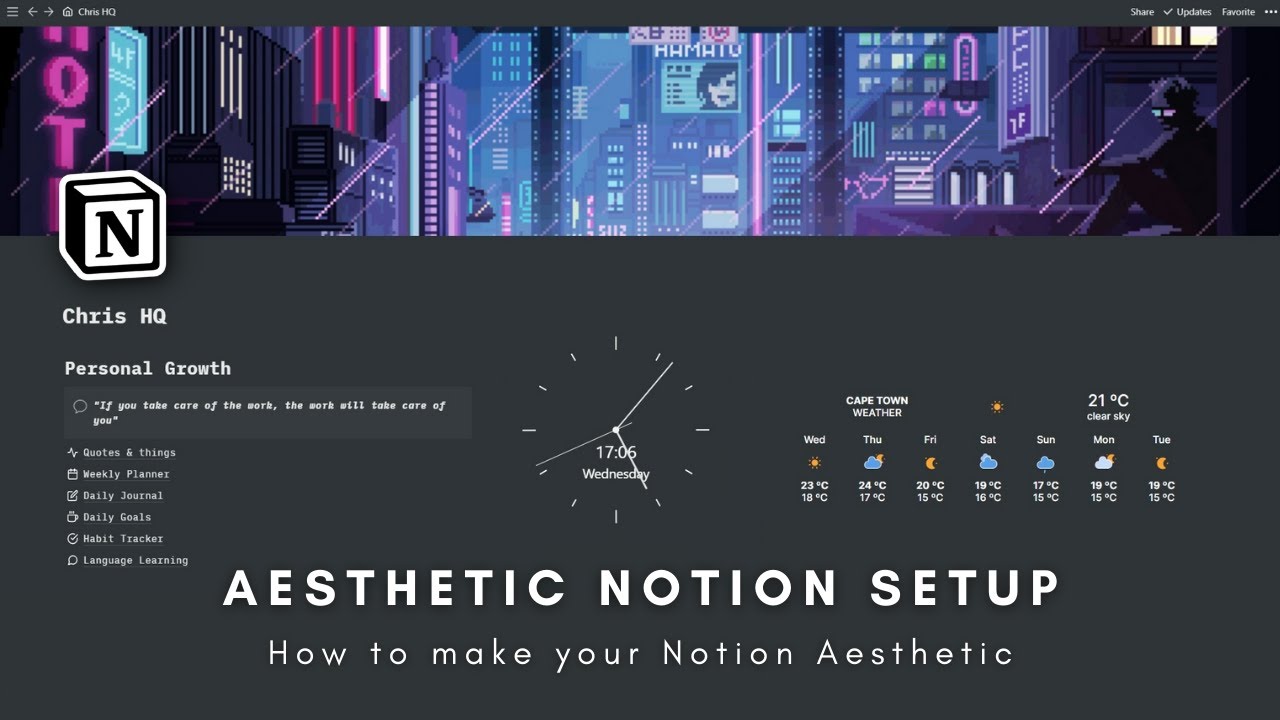 Chris HQ
Share Updates Favorite
HOT
4F
HAMATU
1F
N
Chris HQ
Personal Growth
"If you take care of the work, the work will take care of
you"
Quotes & things
Weekly Planner
Daily Journal
Daily Goals
Habit Tracker
Language Learning
17:06
Wednesday
CAPE TOWN
WEATHER
21 ºC
clear sky
Wed Thu Fri Sat Sun Mon Tue
23 ºC 24 ºC 20 ºC 19 ºC 17 ºC 19 ºC 19 ºC
18 ºC 17 ºC 15 ºC 16 ºC 15 ºC 15 ºC 15 ºC
AESTHETIC NOTION SETUP
How to make your Notion Aesthetic